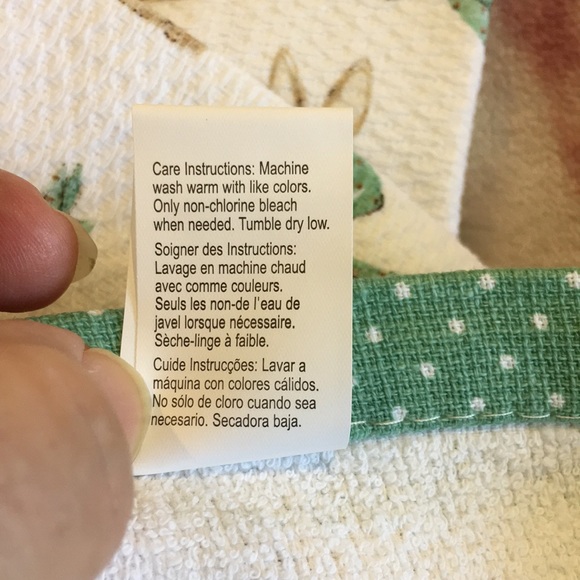 Care Instructions: Machine
wash warm with like colors.
Only non-chlorine bleach
when needed. Tumble dry low.
Soigner des Instructions:
Lavage en machine chaud
avec comme couleurs.
Seuls les non-de l'eau de
javel lorsque nécessaire.
Sèche-linge à faible.
Cuide Instrucções: Lavar a
máquina con colores cálidos.
No sólo de cloro cuando sea
necesario. Secadora baja.